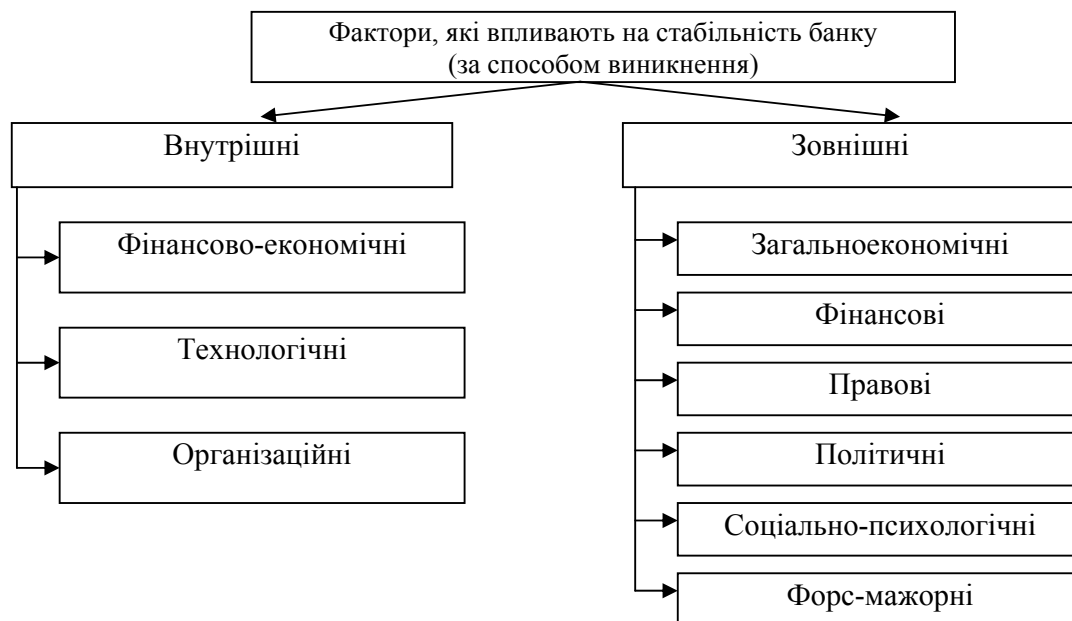 Фактори, які впливають на стабільність банку
(за способом виникнення)
Внутрішні
Зовнішні
Фінансово-економічні
Технологічні
Організаційні
Загальноекономічні
Фінансові
Правові
Політичні
Соціально-психологічні
Форс-мажорні